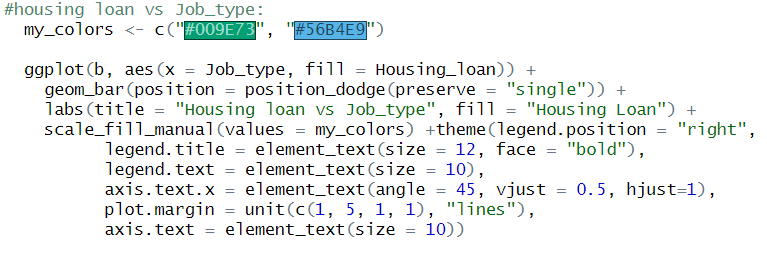 #housing loan vs Job_type:
my_colors <- c("#009E73", "#56B4E9")
ggplot(b, aes(x = Job_type, fill = Housing_loan)) +
geom_bar(position = position_dodge(preserve = "single")) +
labs(title = "Housing loan vs Job_type", fill = "Housing Loan") +
scale_fill_manual(values = my_colors) +theme(legend.position = "right",
legend.title = element_text(size = 12, face = "bold"),
legend.text = element_text(size = 10),
axis.text.x = element_text(angle = 45, vjust = 0.5, hjust=1),
plot.margin = unit(c(1, 5, 1, 1), "lines"),
axis.text = element_text(size = 10))